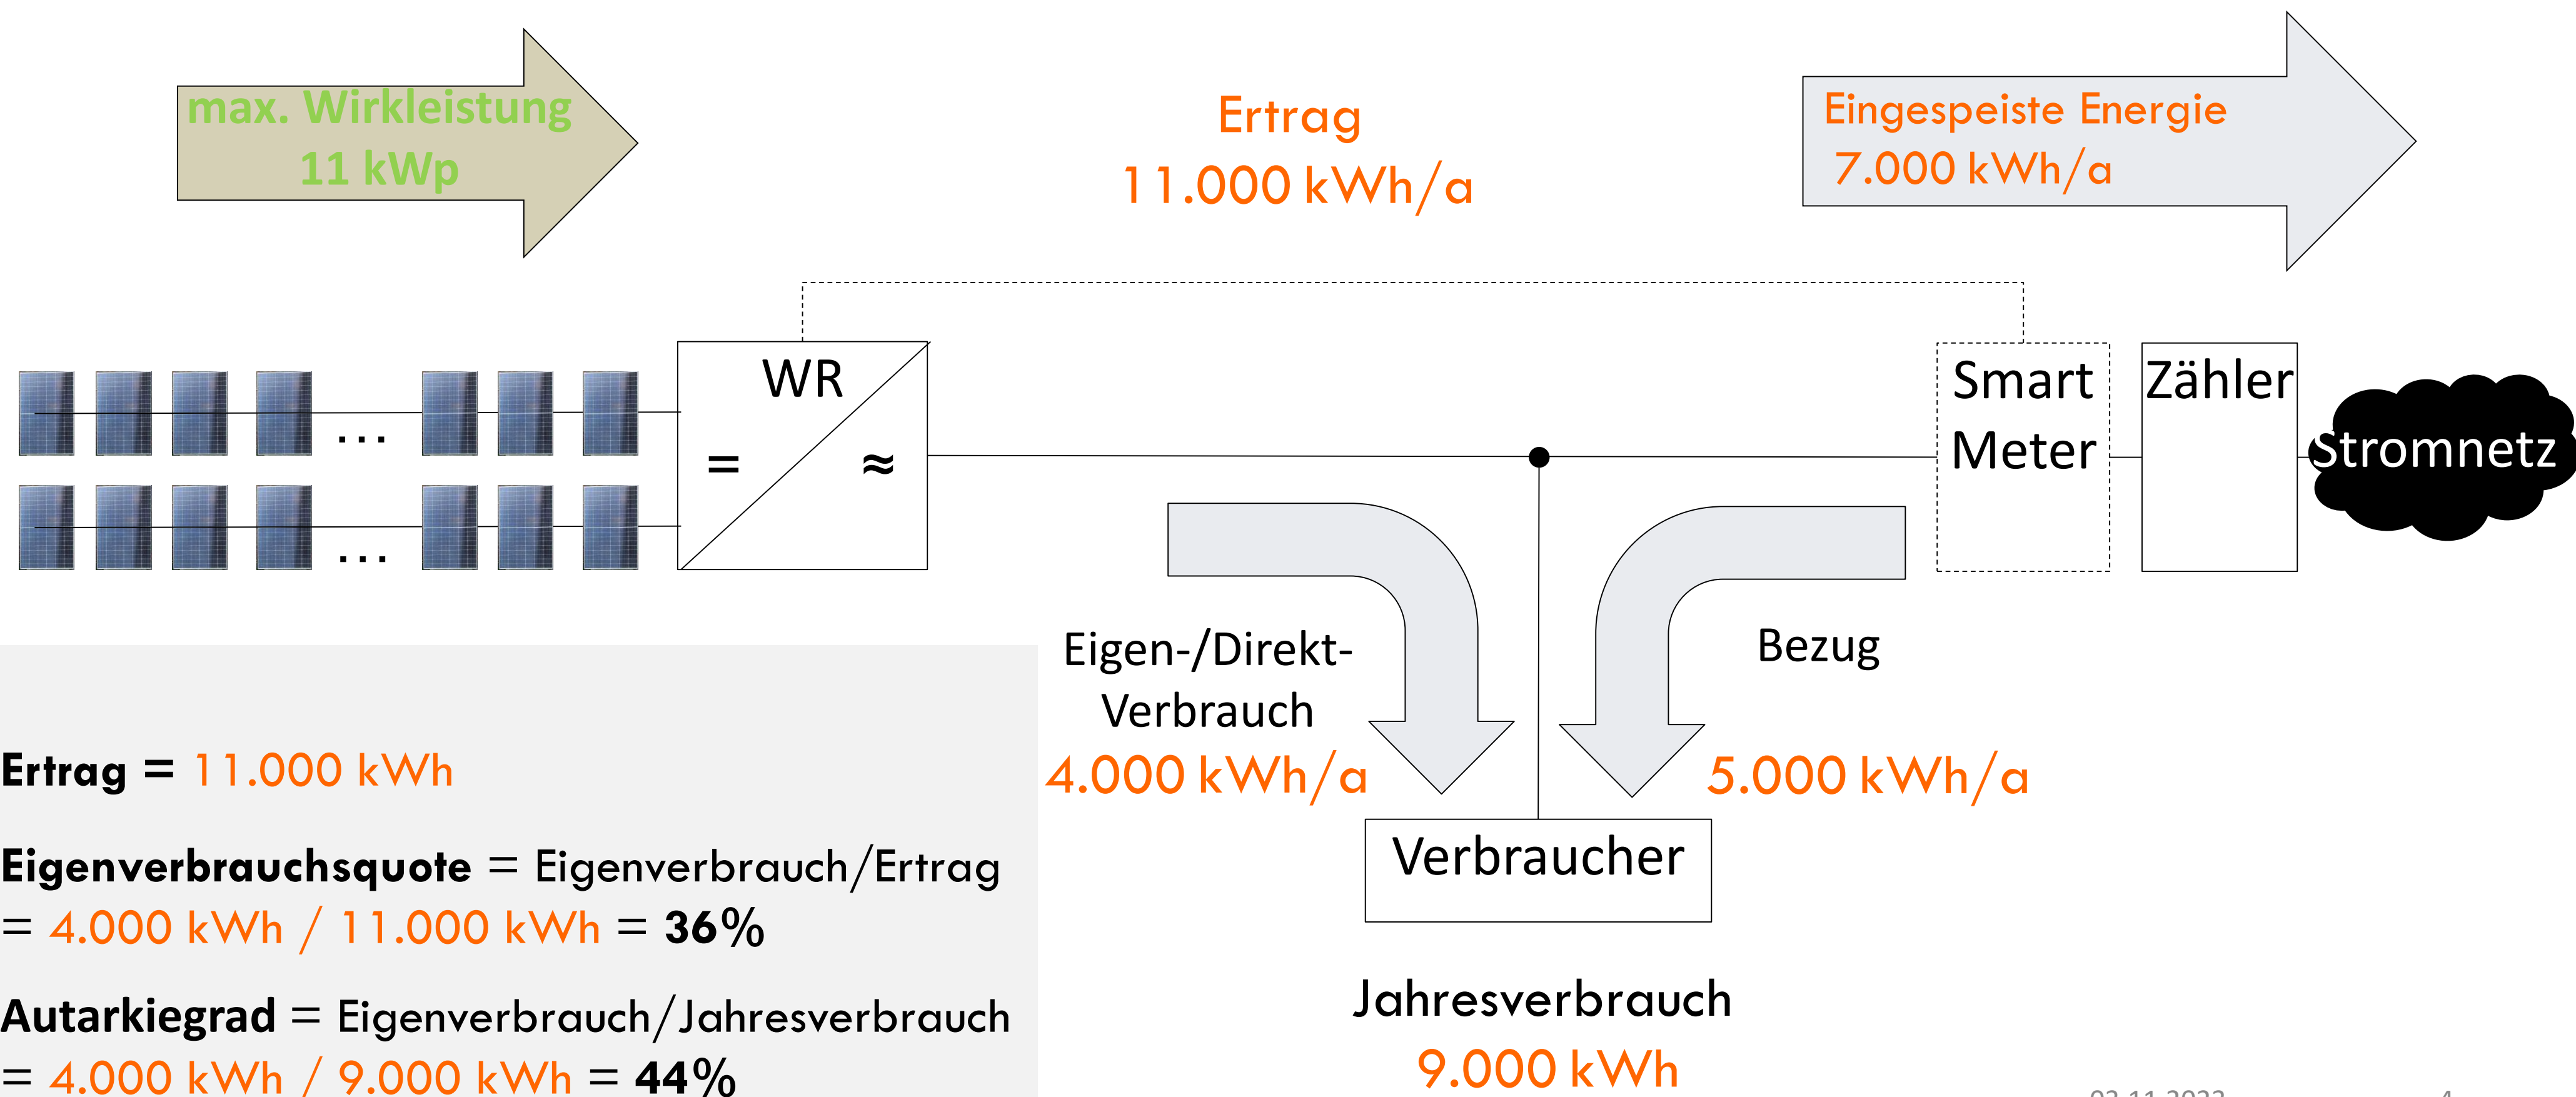 max. Wirkleistung
11 kWp
Ertrag
11.000 kWh/a
Eingespeiste Energie
7.000 kWh/a
WR
=
≈
...
...
Smart
Meter
Zähler
Stromnetz
Eigen-/Direkt-
Verbrauch
4.000 kWh/a
Bezug
5.000 kWh/a
Verbraucher
Jahresverbrauch
9.000 kWh
Ertrag = 11.000 kWh
Eigenverbrauchsquote = Eigenverbrauch/Ertrag
= 4.000 kWh / 11.000 kWh = 36%
Autarkiegrad = Eigenverbrauch/Jahresverbrauch
= 4.000 kWh / 9.000 kWh = 44%